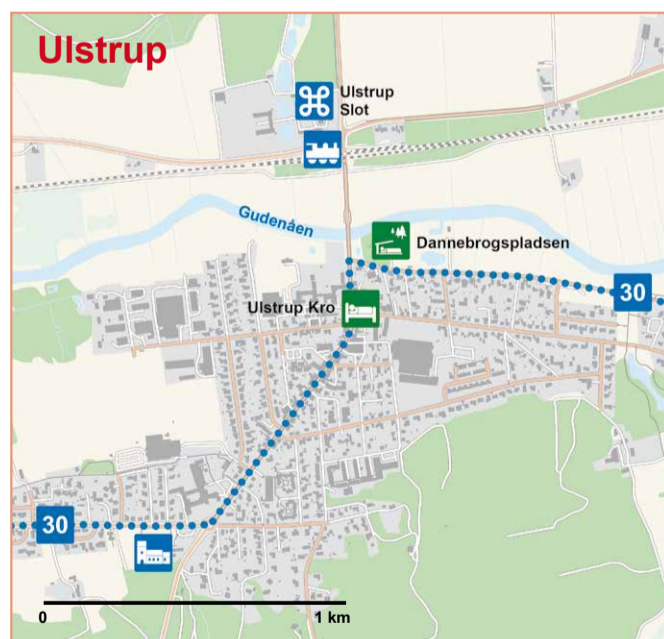 Ulstrup
Ulstrup
Slot
Gudenåen
Dannebrogspladsen
30
Ulstrup Kro
30
0
1 km